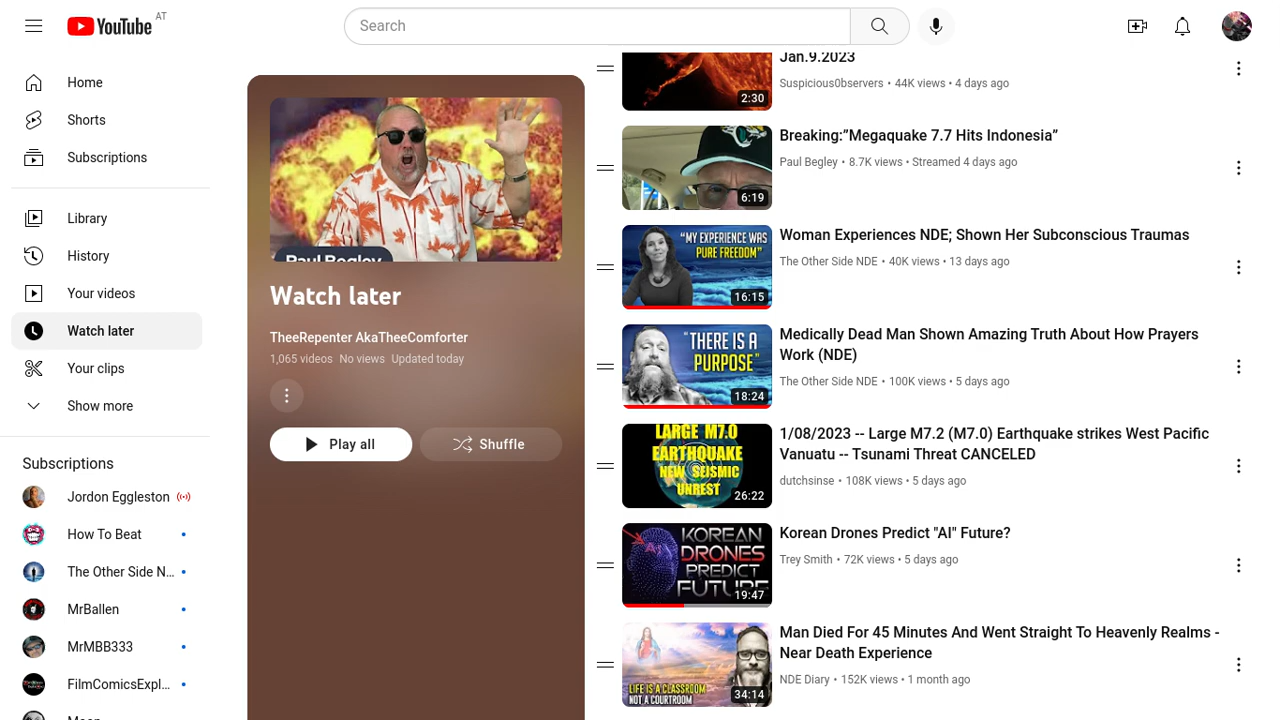 YouTube
AT
Search
Home
Shorts
Subscriptions
Library
History
Your videos
Watch later
Your clips
Show more
Subscriptions
Jordon Eggleston
How To Beat
The Other Side N...
MrBallen
MrMBB333
FilmComicsExpl...
Paul Begley
Watch later
TheeRepenter AkaTheeComforter
1,065 videos No views Updated today
Play all
Shuffle
2:30
Jan.9.2023
Suspicious0bservers • 44K views • 4 days ago
6:19
Breaking:”Megaquake 7.7 Hits Indonesia”
Paul Begley • 8.7K views • Streamed 4 days ago
"MY EXPERIENCE WAS
PURE FREEDOM"
16:15
Woman Experiences NDE; Shown Her Subconscious Traumas
The Other Side NDE • 40K views • 13 days ago
"THERE IS A
PURPOSE"
18:24
Medically Dead Man Shown Amazing Truth About How Prayers
Work (NDE)
The Other Side NDE • 100K views • 5 days ago
LARGE M7.0
EARTHQUAKE
NEW SEISMIC
UNREST
26:22
1/08/2023 -- Large M7.2 (M7.0) Earthquake strikes West Pacific
Vanuatu -- Tsunami Threat CANCELED
dutchsinse • 108K views • 5 days ago
KOREAN
DRONES
PREDICT
FUTURE
19:47
Korean Drones Predict "AI" Future?
Trey Smith • 72K views • 5 days ago
LIFE IS A CLASSROOM
NOT A COURTROOM
34:14
Man Died For 45 Minutes And Went Straight To Heavenly Realms -
Near Death Experience
NDE Diary • 152K views • 1 month ago